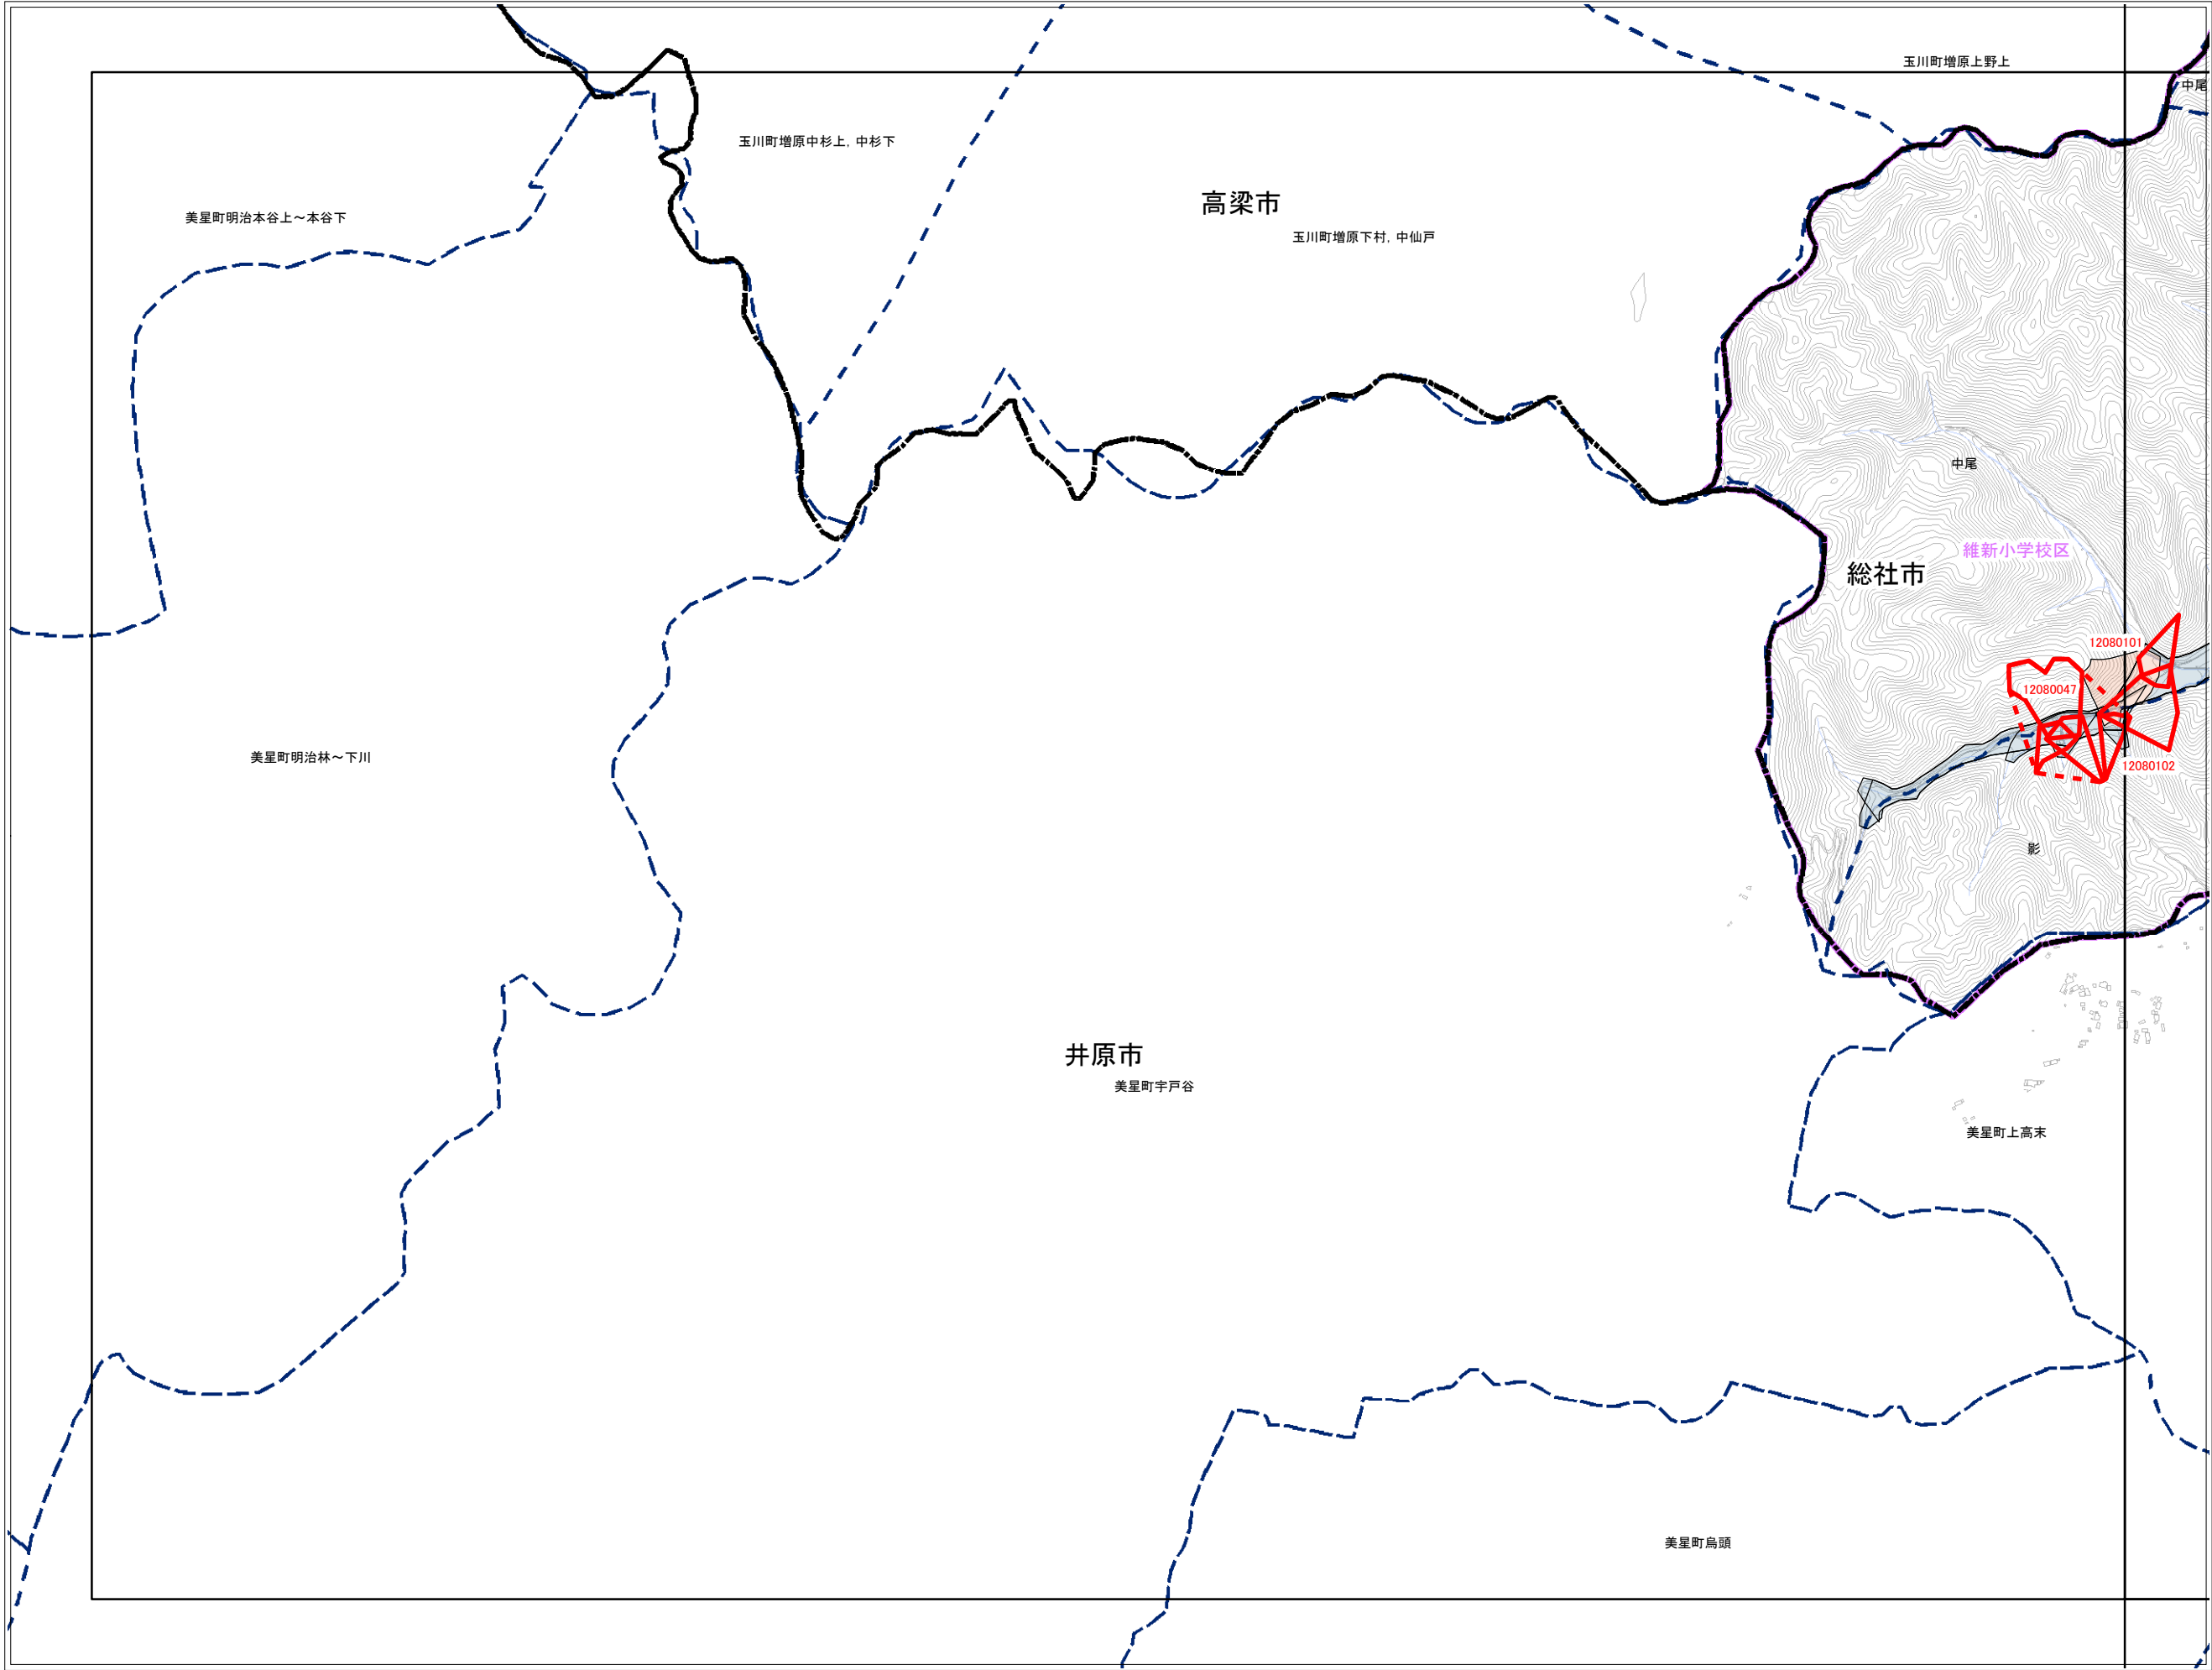 玉川町増原上野上
中尾
玉川町増原中杉上, 中杉下
高梁市
美星町明治本谷上～本谷下
玉川町増原下村, 中仙戸
中尾
維新小学校区
総社市
12080101
12080047
美星町明治林～下川
12080102
影
井原市
美星町宇戸谷
美星町上高末
美星町烏頭